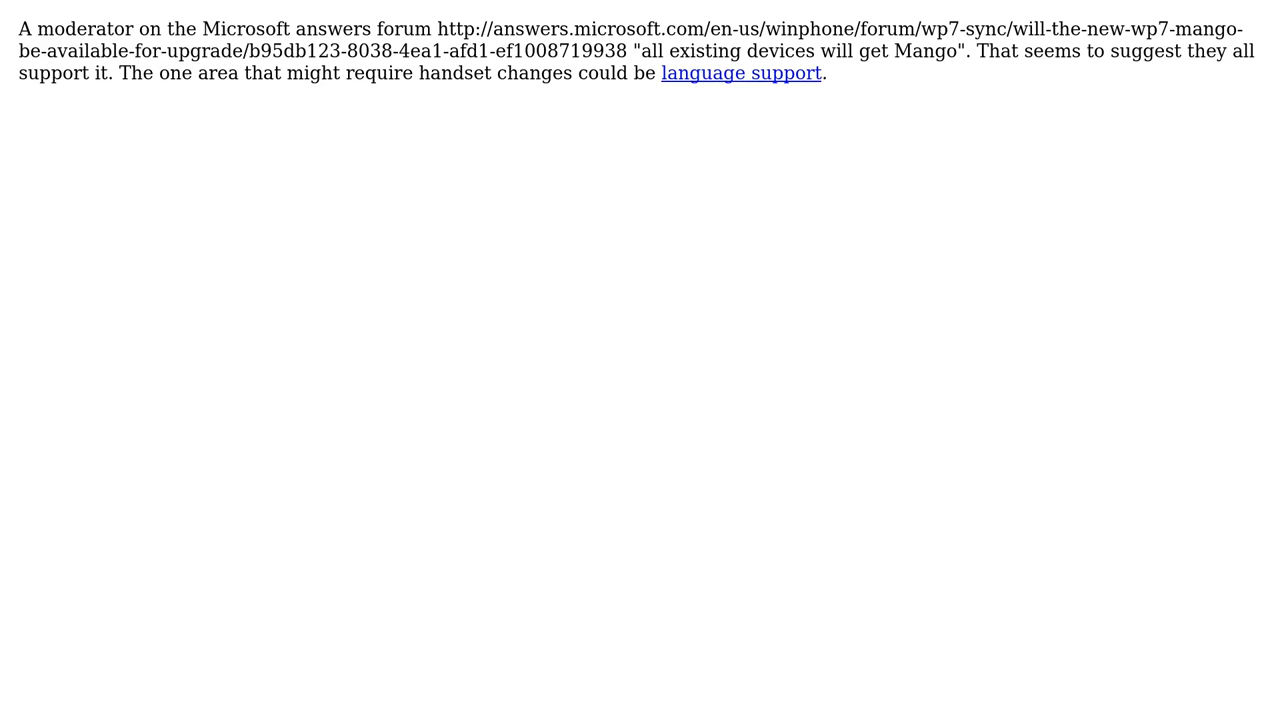 A moderator on the Microsoft answers forum http://answers.microsoft.com/en-us/winphone/forum/wp7-sync/will-the-new-wp7-mango-
be-available-for-upgrade/b95db123-8038-4ea1-afd1-ef1008719938 "all existing devices will get Mango". That seems to suggest they all
support it. The one area that might require handset changes could be language support.